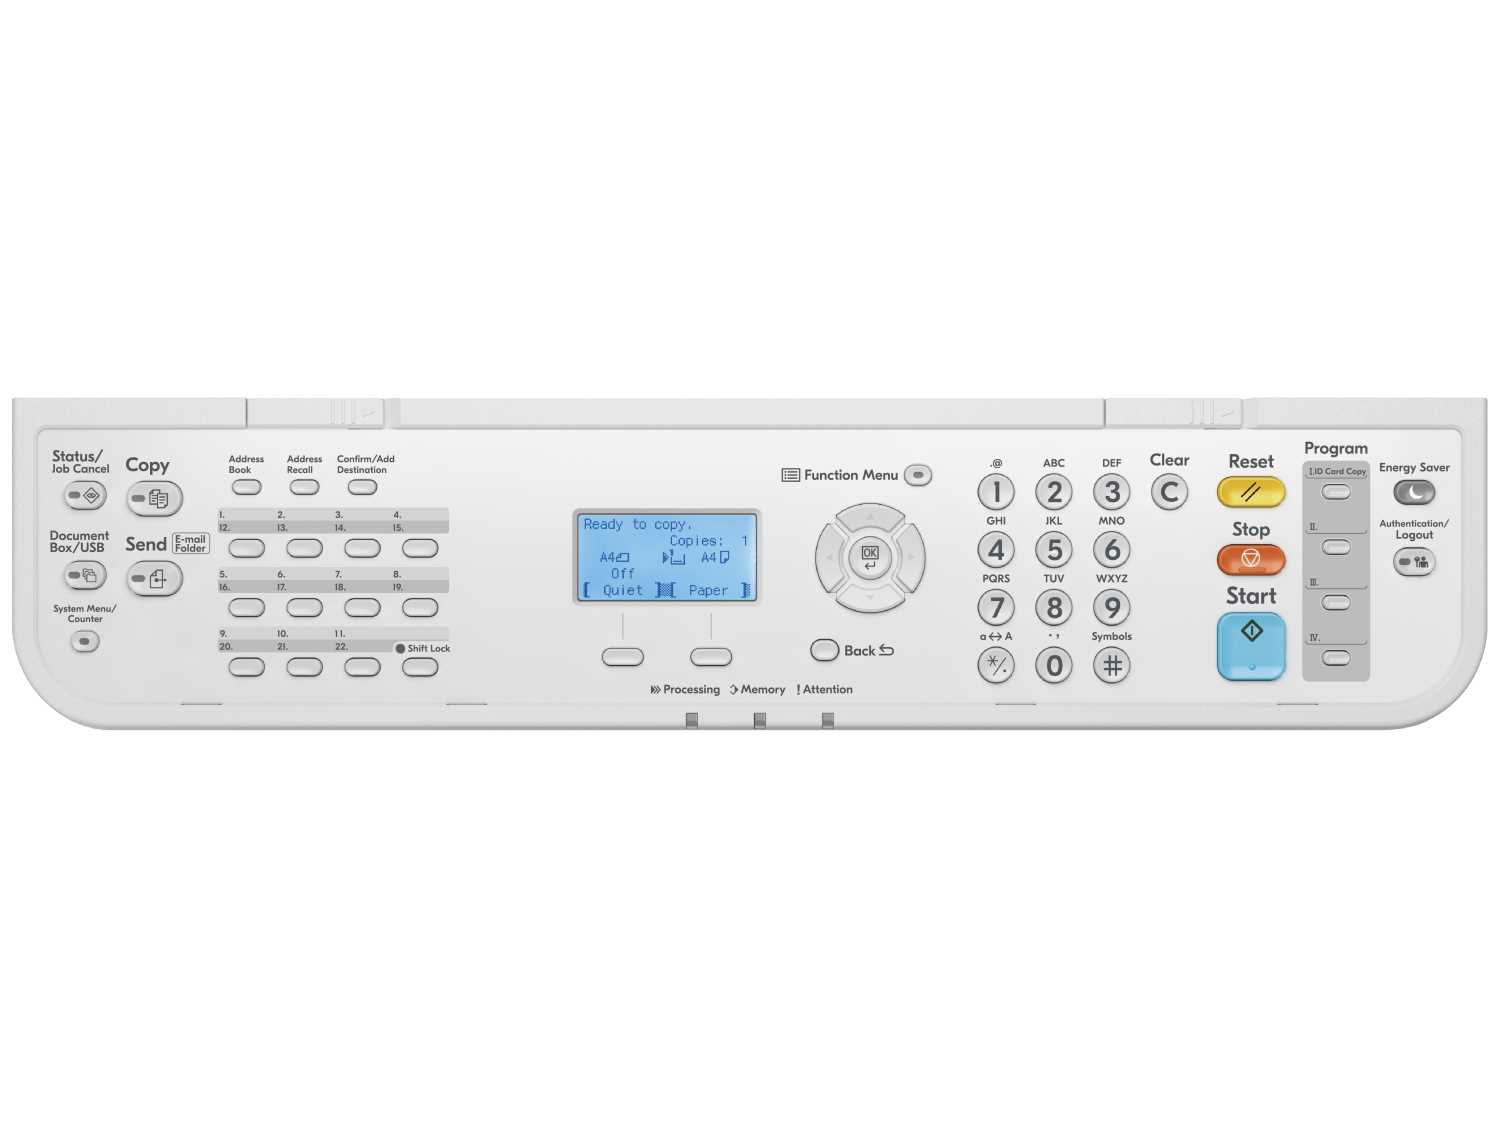 Status/
Job Cancel
Copy
Document
Box/USB
Send
E-mail
Folder
System Menu/
Counter
Address
Book
Address
Recall
Confirm/Add
Destination
1. 2. 3. 4.
12. 13. 14. 15.
5. 6. 7. 8.
16. 17. 18. 19.
9. 10. 11.
20. 21. 22.
Shift Lock
Ready to copy.
Copies: 1
A4 A4
1
Off
[ Quiet ] [ Paper ]
Processing Memory ! Attention
Function Menu
OK
Back
.@ ABC DEF
1 2 3
GHI JKL MNO
4 5 6
PQRS TUV WXYZ
7 8 9
a↔A . , Symbols
*/. 0 #
Clear
C
Reset
Stop
Start
Program
I.ID Card Copy
II.
III.
IV.
Energy Saver
Authentication/
Logout